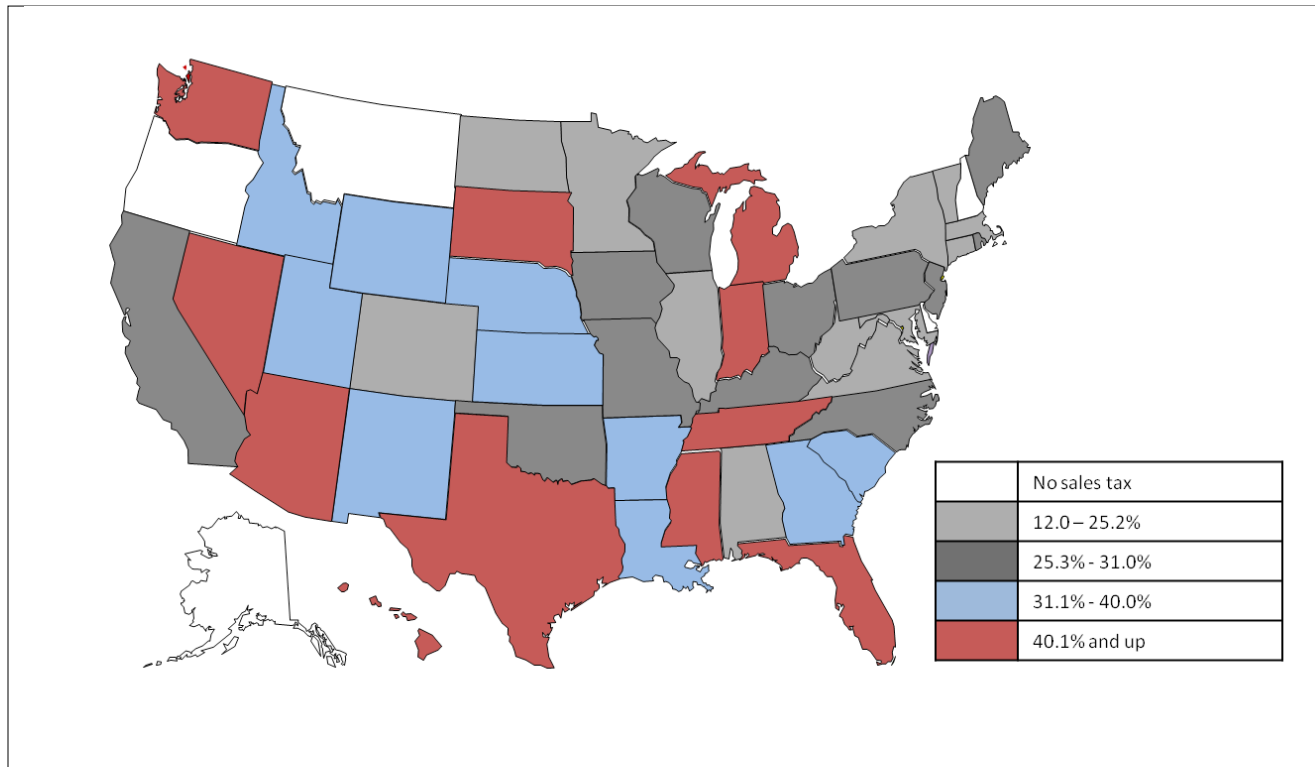 No sales tax
12.0 – 25.2%
25.3% - 31.0%
31.1% - 40.0%
40.1% and up